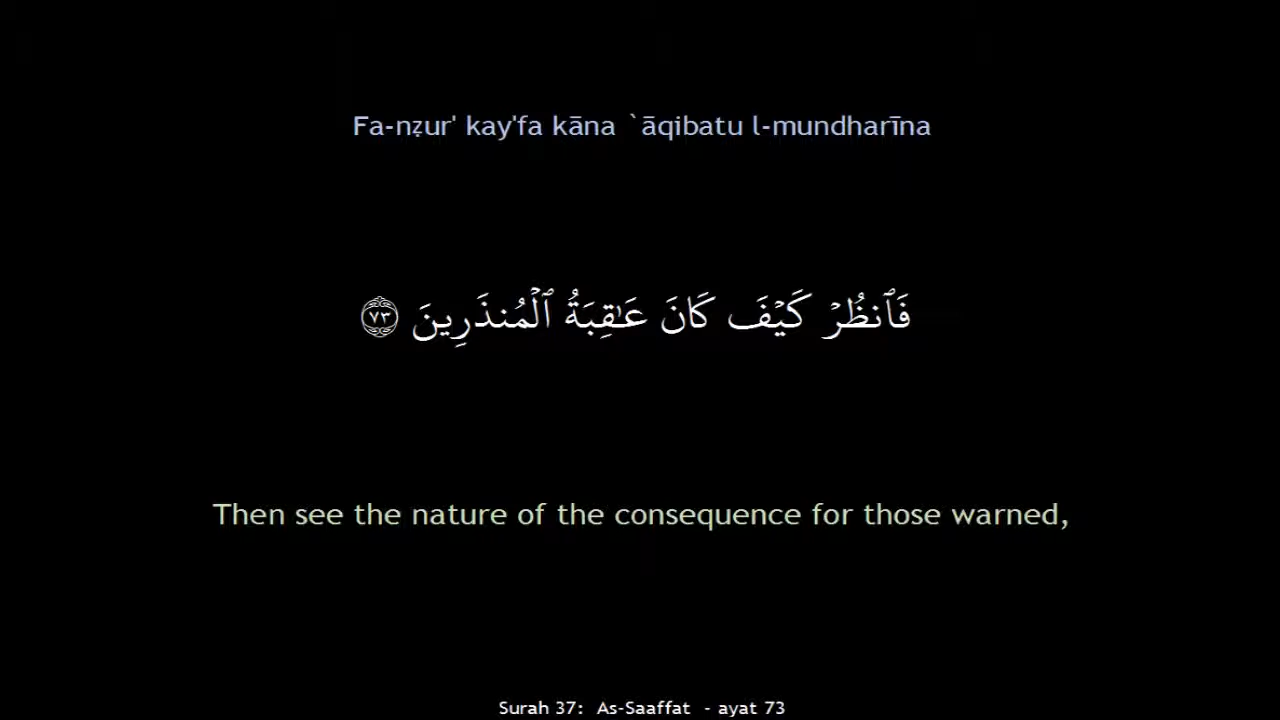 Fa-nẓur' kay'fa kāna `āqibatu l-mundharīna
فَٱنظُرْ كَيْفَ كَانَ عَـٰقِبَةُ ٱلْمُنذَرِينَ ٧٣
Then see the nature of the consequence for those warned,
Surah 37: As-Saaffat - ayat 73